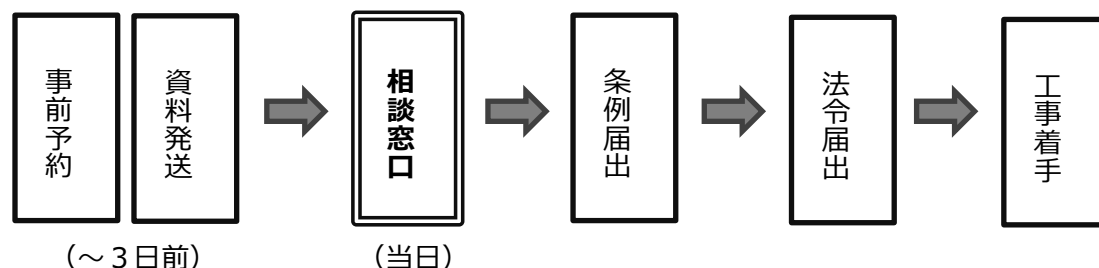 事前予約
資料発送
相談窓口
条例届出
法令届出
工事着手
（～３日前）
（当日）